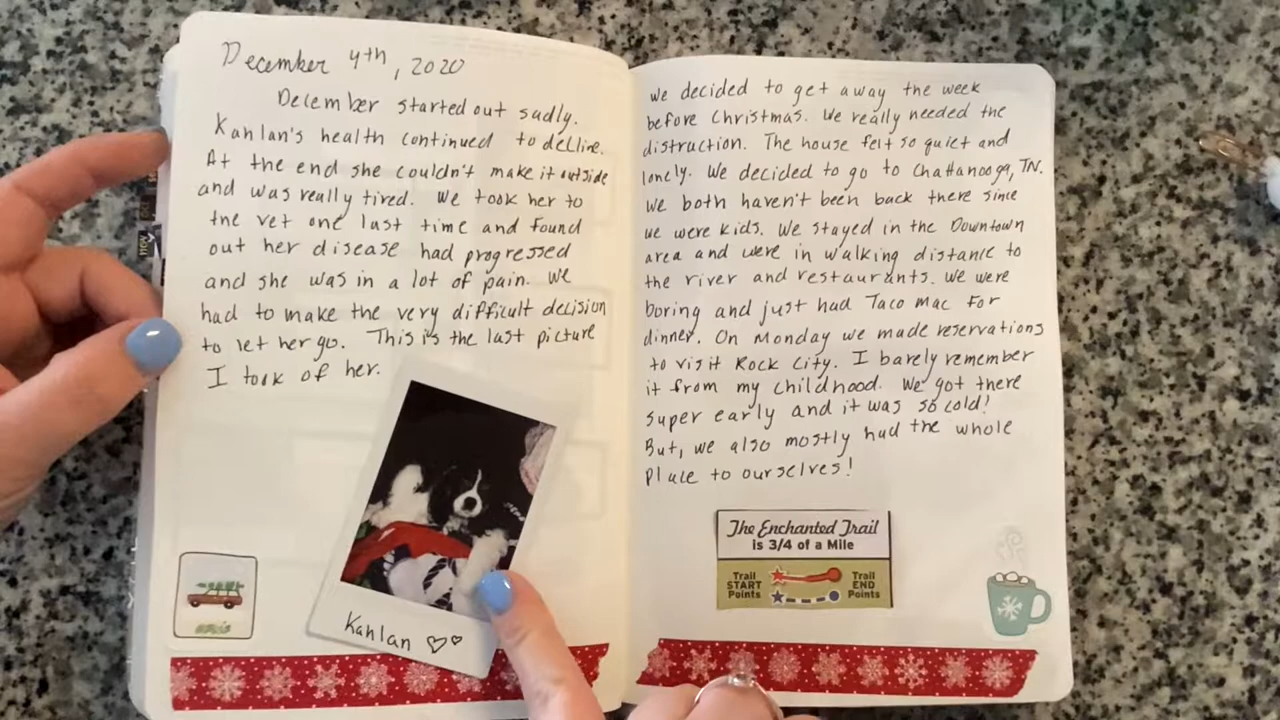 December 4th, 2020
December started out sadly.
Kahlan's health continued to decline.
At the end she couldn't make it outside
and was really tired. We took her to
the vet one last time and found
out her disease had progressed
and she was in a lot of pain. We
had to make the very difficult decision
to let her go. This is the last picture
I took of her.
Kahlan
we decided to get away the week
before Christmas. We really needed the
distraction. The house felt so quiet and
lonely. We decided to go to Chattanooga, TN.
We both haven't been back there since
we were kids. We stayed in the Downtown
area and were in walking distance to
the river and restaurants. We were
boring and just had Taco Mac for
dinner. On Monday we made reservations
to visit Rock City. I barely remember
it from my childhood. We got there
super early and it was so cold!
But, we also mostly had the whole
place to ourselves!
The Enchanted Trail
is 3/4 of a Mile
Trail START Points
Trail END Points